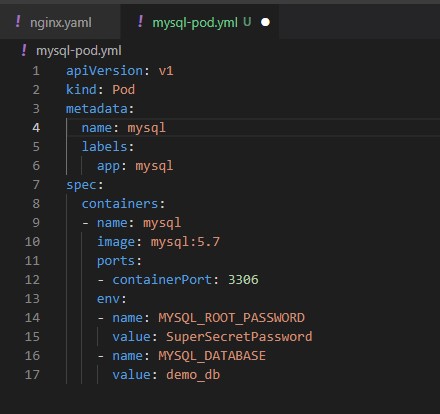 ! nginx.yaml ! mysql-pod.yml U
! mysql-pod.yml
1 apiVersion: v1
2 kind: Pod
3 metadata:
4   name: mysql
5   labels:
6     app: mysql
7 spec:
8   containers:
9   - name: mysql
10     image: mysql:5.7
11     ports:
12     - containerPort: 3306
13     env:
14     - name: MYSQL_ROOT_PASSWORD
15       value: SuperSecretPassword
16     - name: MYSQL_DATABASE
17       value: demo_db